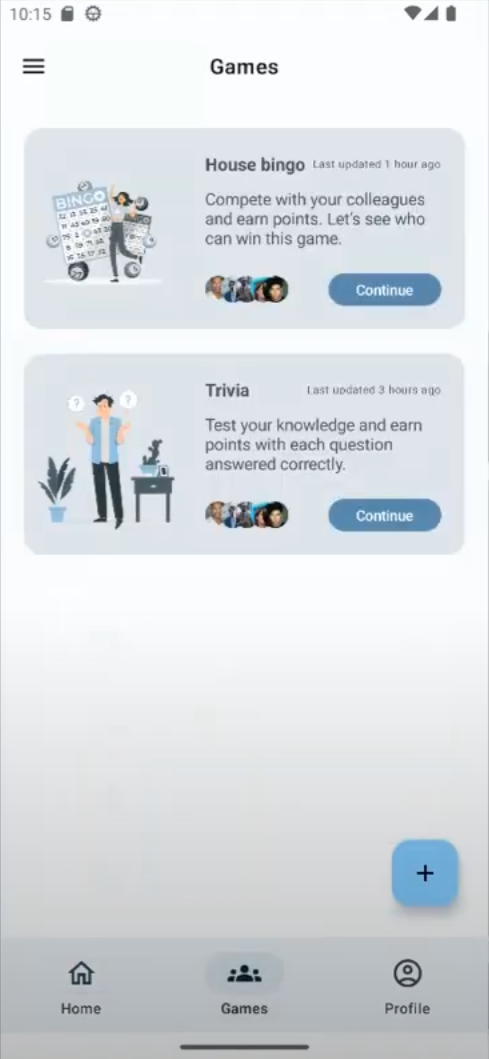 10:15
Games
House bingo Last updated 1 hour ago
Compete with your colleagues
and earn points. Let's see who
can win this game.
BINGO
Continue
Trivia Last updated 3 hours ago
Test your knowledge and earn
points with each question
answered correctly.
? ?
Continue
+
Home Games Profile